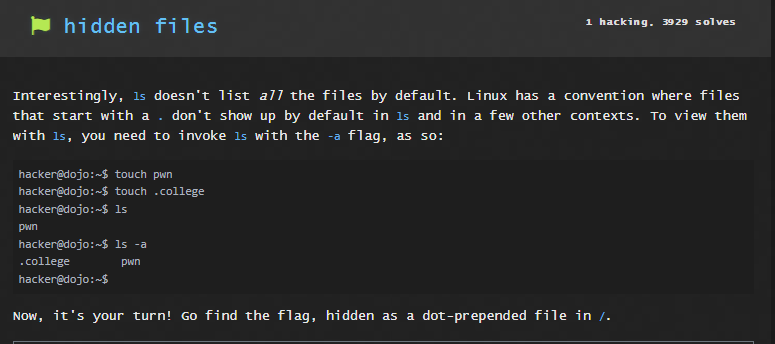 hidden files
1 hacking, 3929 solves
Interestingly, ls doesn't list all the files by default. Linux has a convention where files
that start with a . don't show up by default in ls and in a few other contexts. To view them
with ls, you need to invoke ls with the -a flag, as so:
hacker@dojo:~$ touch pwn
hacker@dojo:~$ touch .college
hacker@dojo:~$ ls
pwn
hacker@dojo:~$ ls -a
.college        pwn
hacker@dojo:~$
Now, it's your turn! Go find the flag, hidden as a dot-prepended file in /.